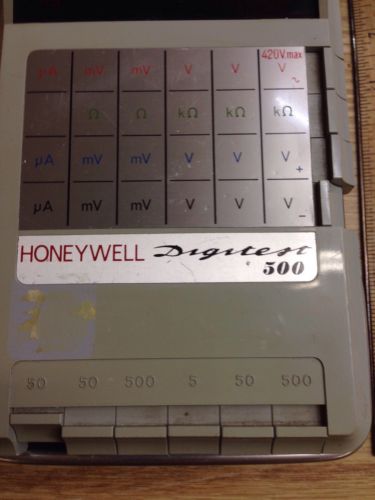 420V.max
μA mV mV V V V ~
Ω Ω kΩ kΩ kΩ
μA mV mV V V V +
μA mV mV V V V −
HONEYWELL Digitest
500
50 50 500 5 50 500